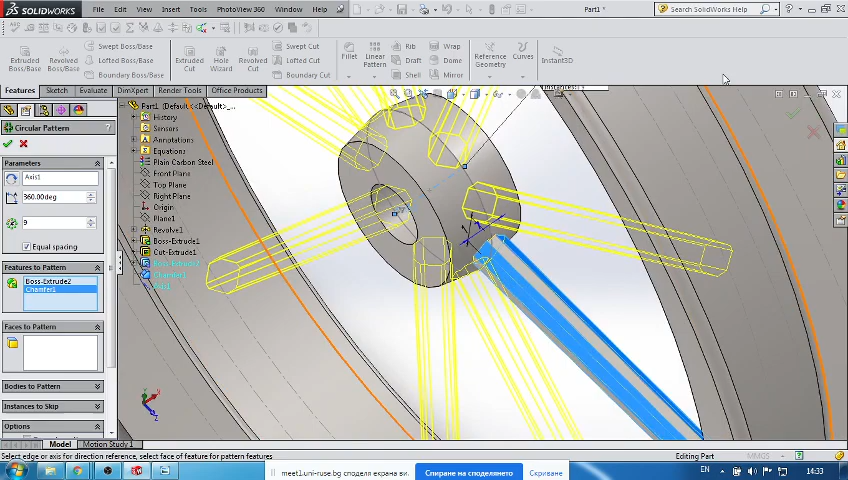 SOLIDWORKS
File Edit View Insert Tools PhotoView 360 Window Help
Part1 *
Search SolidWorks Help
Extruded Boss/Base
Revolved Boss/Base
Swept Boss/Base
Lofted Boss/Base
Boundary Boss/Base
Extruded Cut
Hole Wizard
Revolved Cut
Swept Cut
Lofted Cut
Boundary Cut
Fillet
Linear Pattern
Rib
Draft
Shell
Wrap
Dome
Mirror
Reference Geometry
Curves
Instant3D
Features Sketch Evaluate DimXpert Render Tools Office Products
Circular Pattern
?
Parameters
Axis1
360.00deg
9
Equal spacing
Features to Pattern
Boss-Extrude2
Chamfer1
Faces to Pattern
Bodies to Pattern
Instances to Skip
Options
Part1 (Default<<Default>_...
History
Sensors
Annotations
Equations
Plain Carbon Steel
Front Plane
Top Plane
Right Plane
Origin
Plane1
Revolve1
Boss-Extrude1
Cut-Extrude1
Boss-Extrude2
Chamfer1
Axis1
Model Motion Study 1
Select edge or axis for direction reference, select face of feature for pattern features
Editing Part
MMGS
meet1.uni-ruse.bg споделя екрана ви.
Спиране на споделянето
Скриване
EN
14:33